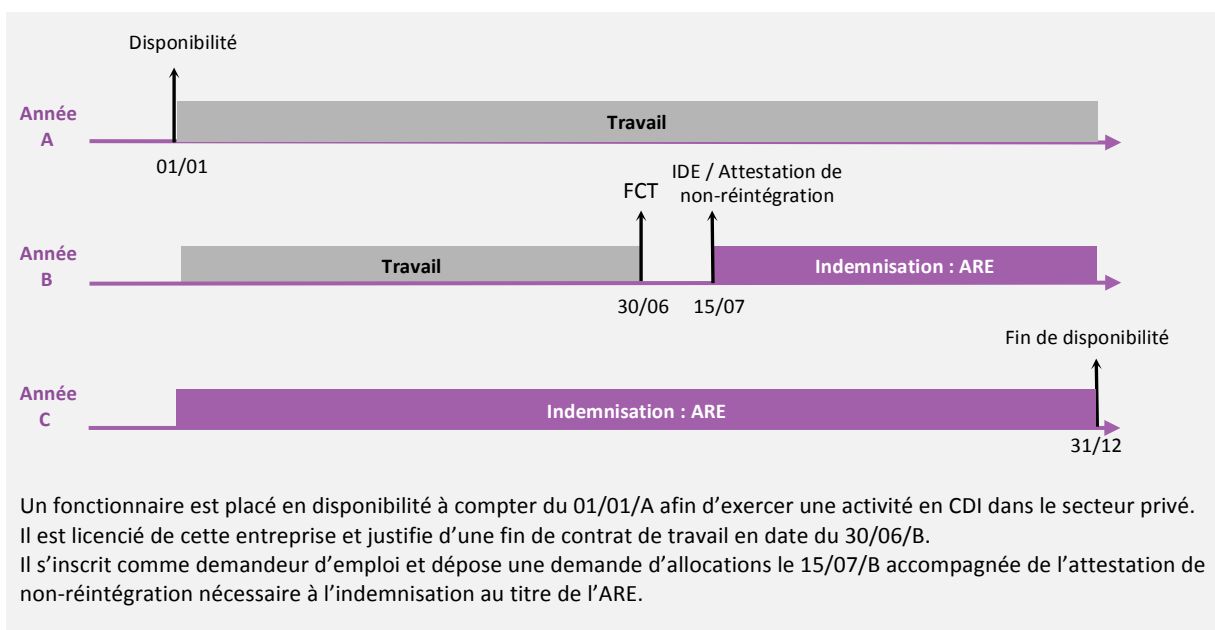 Disponibilité
Année
A
Travail
01/01
IDE / Attestation de
non-réintégration
FCT
Année
B
Travail
Indemnisation : ARE
30/06
15/07
Fin de disponibilité
Année
C
Indemnisation : ARE
31/12
Un fonctionnaire est placé en disponibilité à compter du 01/01/A afin d’exercer une activité en CDI dans le secteur privé.
Il est licencié de cette entreprise et justifie d’une fin de contrat de travail en date du 30/06/B.
Il s’inscrit comme demandeur d’emploi et dépose une demande d’allocations le 15/07/B accompagnée de l’attestation de
non-réintégration nécessaire à l’indemnisation au titre de l’ARE.